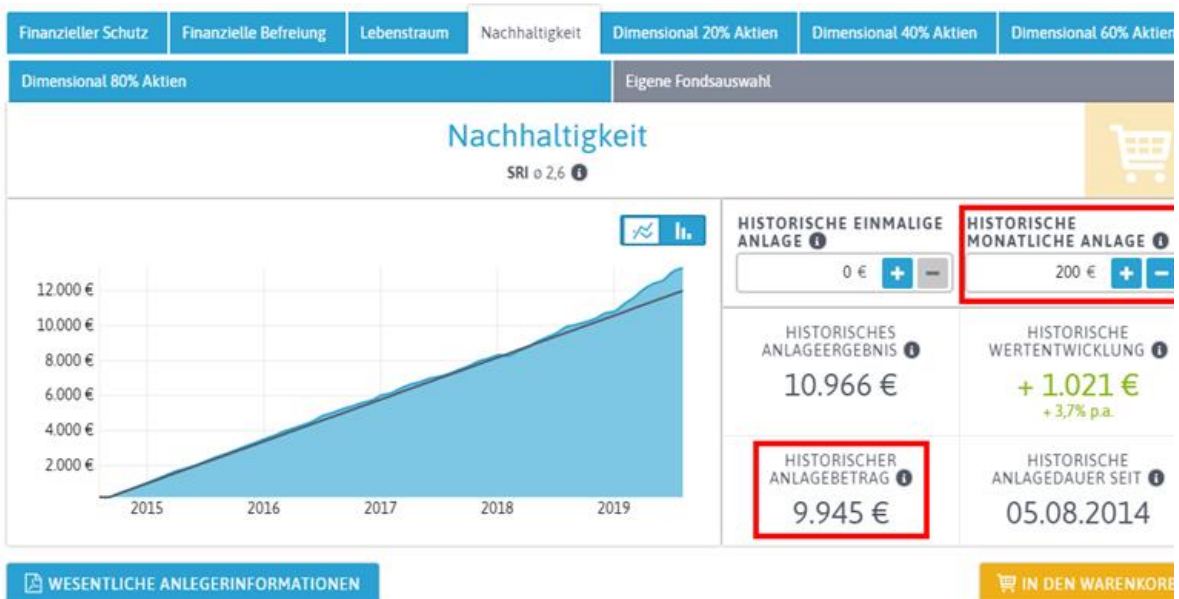 Finanzieller Schutz
Finanzielle Befreiung
Lebenstraum
Nachhaltigkeit
Dimensional 20% Aktien
Dimensional 40% Aktien
Dimensional 60% Aktien
Dimensional 80% Aktien
Eigene Fondsauswahl
Nachhaltigkeit
SRI ø 2,6
HISTORISCHE EINMALIGE
ANLAGE
0 €
HISTORISCHE
MONATLICHE ANLAGE
200 €
12.000 €
10.000 €
8.000 €
6.000 €
4.000 €
2.000 €
2015
2016
2017
2018
2019
HISTORISCHES
ANLAGEERGEBNIS
10.966 €
HISTORISCHE
WERTENTWICKLUNG
+ 1.021 €
+ 3,7% p.a.
HISTORISCHER
ANLAGEBETRAG
9.945 €
HISTORISCHE
ANLAGEDAUER SEIT
05.08.2014
WESENTLICHE ANLEGERINFORMATIONEN
IN DEN WARENKORB